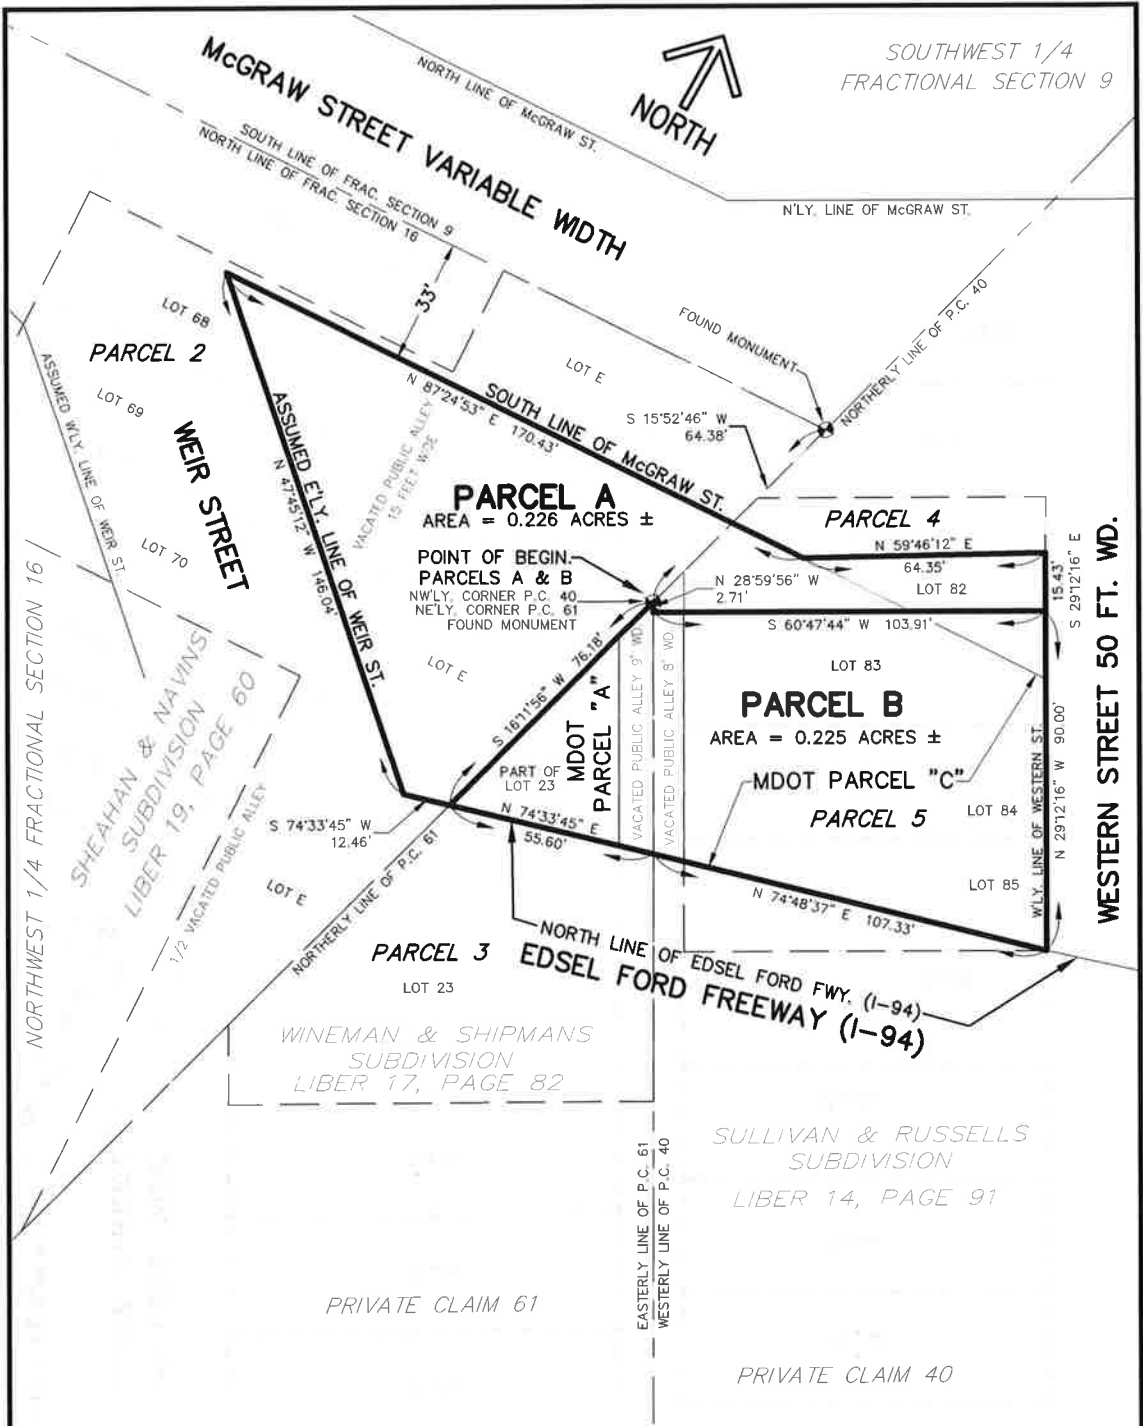 SOUTHWEST 1/4
FRACTIONAL SECTION 9
NORTH
NORTH LINE OF McGRAW ST.
McGRAW STREET VARIABLE WIDTH
SOUTH LINE OF FRAC. SECTION 9
NORTH LINE OF FRAC. SECTION 16
N'LY. LINE OF McGRAW ST.
33'
LOT 68
PARCEL 2
LOT 69
ASSUMED W'LY. LINE OF WEIR ST.
WEIR STREET
LOT 70
ASSUMED E'LY. LINE OF WEIR ST.
N 47°45'12" W 146.04'
FOUND MONUMENT
NORTHERLY LINE OF P.C. 40
LOT E
SOUTH LINE OF McGRAW ST.
N 87°24'53" E 170.43'
S 15°52'46" W
64.38'
VACATED PUBLIC ALLEY
15 FEET WIDE
PARCEL A
AREA = 0.226 ACRES ±
POINT OF BEGIN.
PARCELS A & B
NW'LY. CORNER P.C. 40
NE'LY. CORNER P.C. 61
FOUND MONUMENT
LOT E
PARCEL 4
N 59°46'12" E
64.35'
LOT 82
15.43'
S 29°12'16" E
N 28°59'56" W
2.71'
S 60°47'44" W 103.91'
LOT 83
PARCEL B
AREA = 0.225 ACRES ±
MDOT PARCEL "C"
PARCEL 5
LOT 84
LOT 85
W'LY. LINE OF WESTERN ST.
N 29°12'16" W 90.00'
WESTERN STREET 50 FT. WD.
S 16°11'56" W 76.18'
MDOT
PARCEL "A"
VACATED PUBLIC ALLEY 9' WD.
VACATED PUBLIC ALLEY 8' WD.
PART OF
LOT 23
N 74°33'45" E
55.60'
S 74°33'45" W
12.46'
N 74°48'37" E 107.33'
NORTHWEST 1/4 FRACTIONAL SECTION 16
SHEAHAN & NAVINS
SUBDIVISION
LIBER 19, PAGE 60
1/2 VACATED PUBLIC ALLEY
LOT E
NORTHERLY LINE OF P.C. 61
PARCEL 3
LOT 23
NORTH LINE OF EDSEL FORD FWY. (I-94)
EDSEL FORD FREEWAY (I-94)
WINEMAN & SHIPMANS
SUBDIVISION
LIBER 17, PAGE 82
SULLIVAN & RUSSELLS
SUBDIVISION
LIBER 14, PAGE 91
EASTERLY LINE OF P.C. 61
WESTERLY LINE OF P.C. 40
PRIVATE CLAIM 61
PRIVATE CLAIM 40